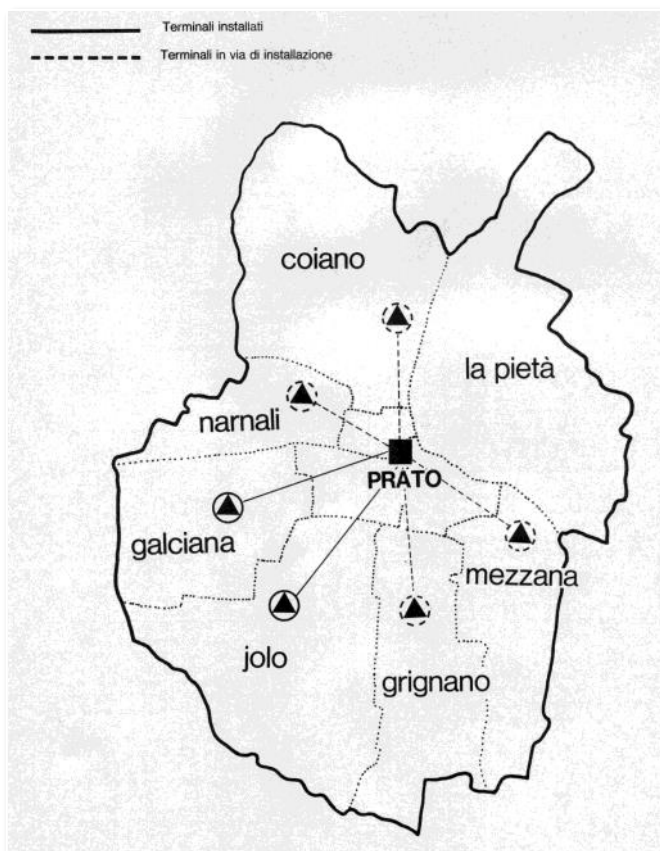 Terminali installati
Terminali in via di installazione
coiano
la pietà
narnali
PRATO
galciana
mezzana
jolo
grignano